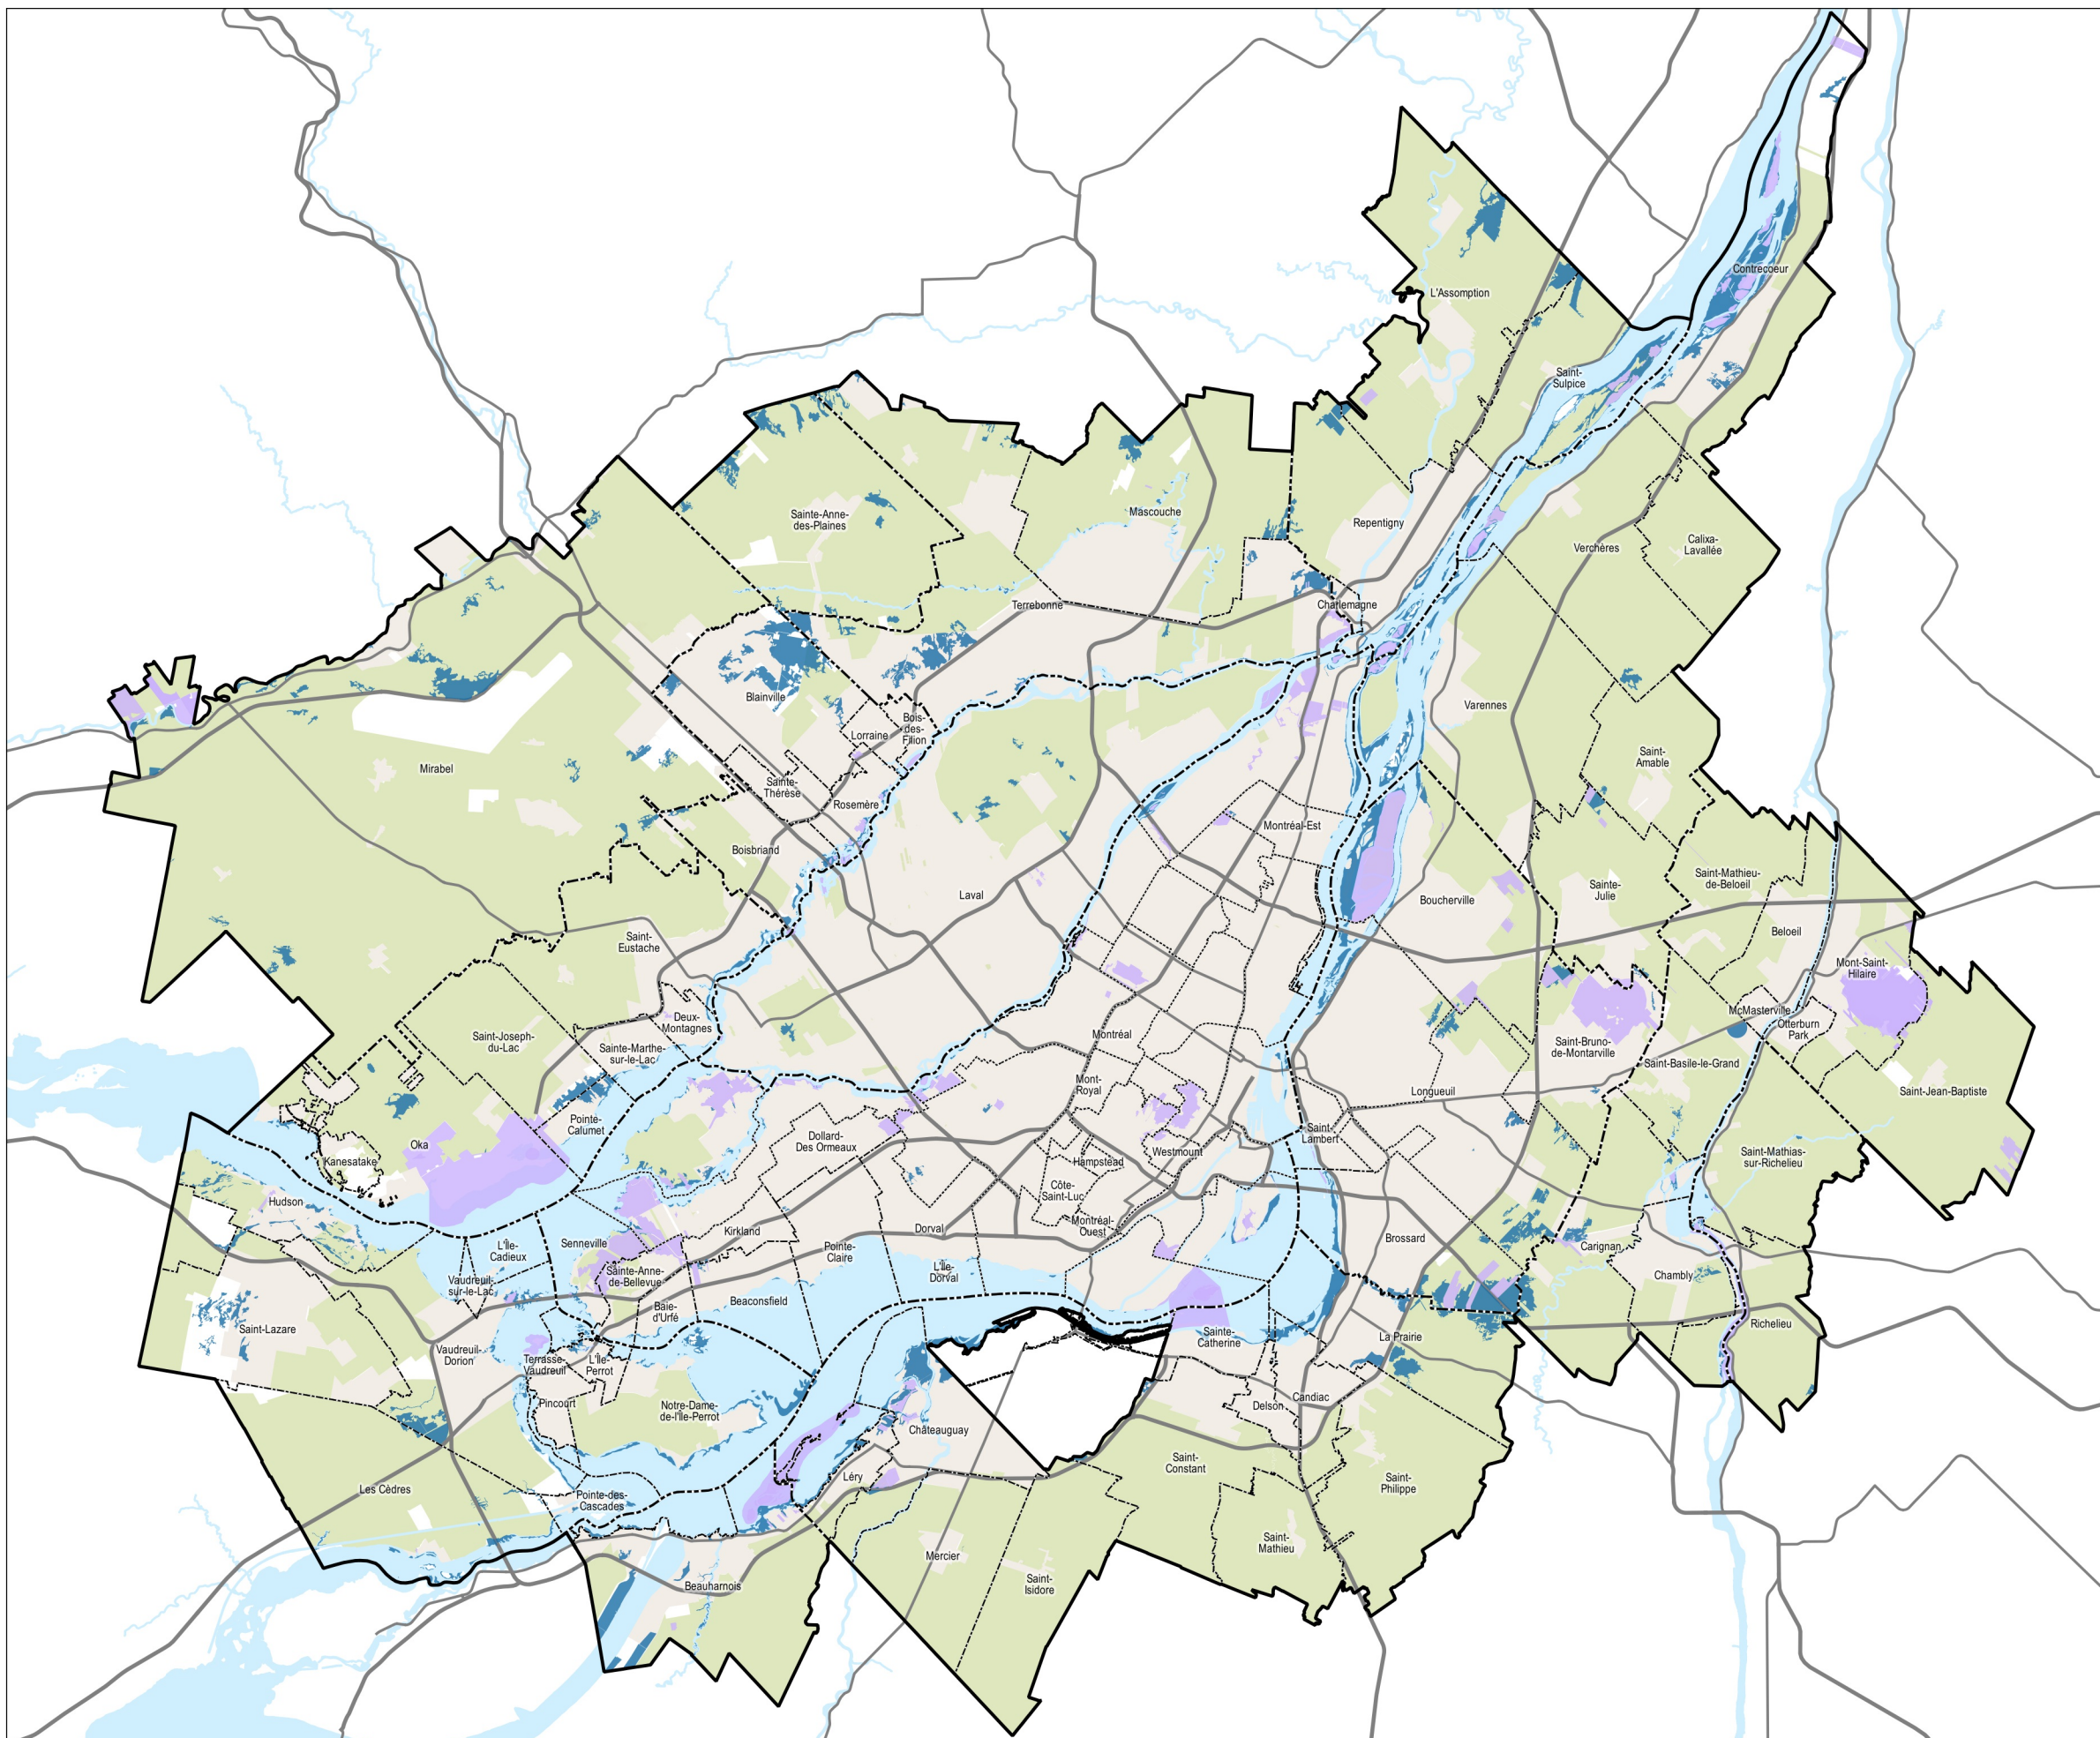 Contrecoeur
L'Assomption
Saint-
Sulpice
Sainte-Anne-
des-Plaines
Mascouche
Repentigny
Verchères
Calixa-
Lavallée
Terrebonne
Charlemagne
Blainville
Bois-
des-
Filion
Lorraine
Varennes
Mirabel
Saint-
Amable
Sainte-
Thérèse
Rosemère
Montréal-Est
Boisbriand
Saint-Mathieu-
de-Beloeil
Sainte-
Julie
Laval
Boucherville
Beloeil
Saint-
Eustache
Mont-Saint-
Hilaire
McMasterville
Otterburn
Park
Deux-
Montagnes
Saint-Joseph-
du-Lac
Sainte-Marthe-
sur-le-Lac
Montréal
Saint-Bruno-
de-Montarville
Saint-Basile-le-Grand
Mont-
Royal
Longueuil
Saint-Jean-Baptiste
Pointe-
Calumet
Oka
Dollard-
Des Ormeaux
Saint-
Lambert
Kanesatake
Hampstead
Westmount
Saint-Mathias-
sur-Richelieu
Côte-
Saint-Luc
Hudson
Montréal-
Ouest
Kirkland
Dorval
Brossard
Carignan
L'Île-
Cadieux
Senneville
Pointe-
Claire
L'Île-
Dorval
Vaudreuil-
sur-le-Lac
Sainte-Anne-
de-Bellevue
Chambly
Baie-
d'Urfé
Beaconsfield
Saint-Lazare
Richelieu
Sainte-
Catherine
La Prairie
Vaudreuil-
Dorion
Terrasse-
Vaudreuil
L'Île-
Perrot
Pincourt
Notre-Dame-
de-l'Île-Perrot
Candiac
Delson
Châteauguay
Saint-
Constant
Léry
Saint-
Philippe
Les Cèdres
Pointe-des-
Cascades
Saint-
Mathieu
Mercier
Saint-
Isidore
Beauharnois